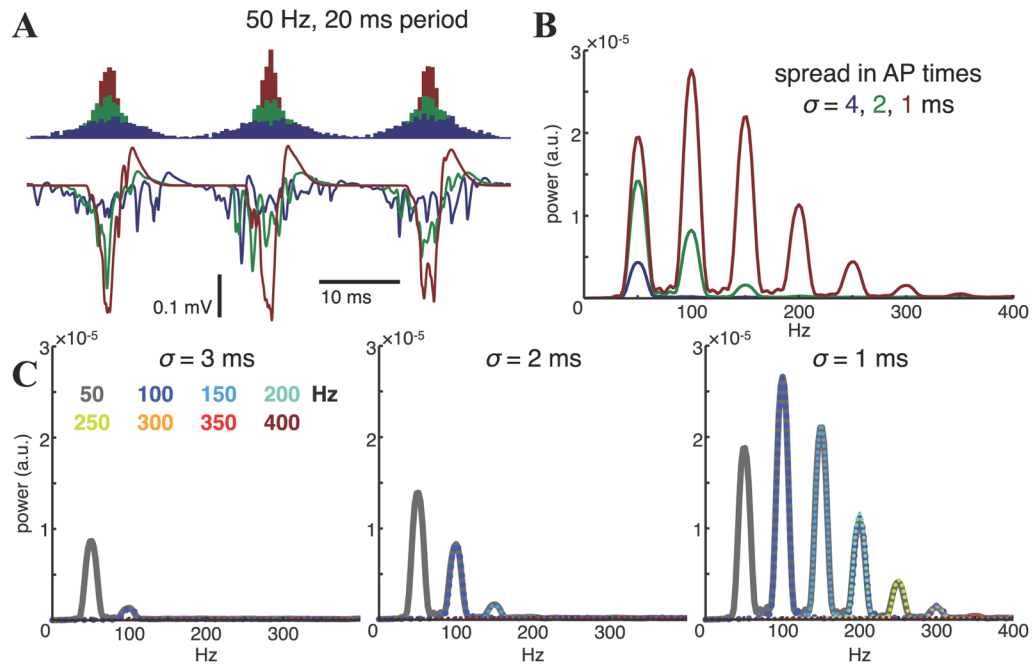 A
50 Hz, 20 ms period
0.1 mV
10 ms
B
×10⁻⁵
3
2
1
power (a.u.)
spread in AP times
σ = 4, 2, 1 ms
0
100
200
300
400
Hz
C
3 ×10⁻⁵
σ = 3 ms
50 100 150 200 Hz
250 300 350 400
2
1
power (a.u.)
0
100
200
300
Hz
3 ×10⁻⁵
σ = 2 ms
2
1
0
100
200
300
Hz
3 ×10⁻⁵
σ = 1 ms
2
1
0
100
200
300
400
Hz